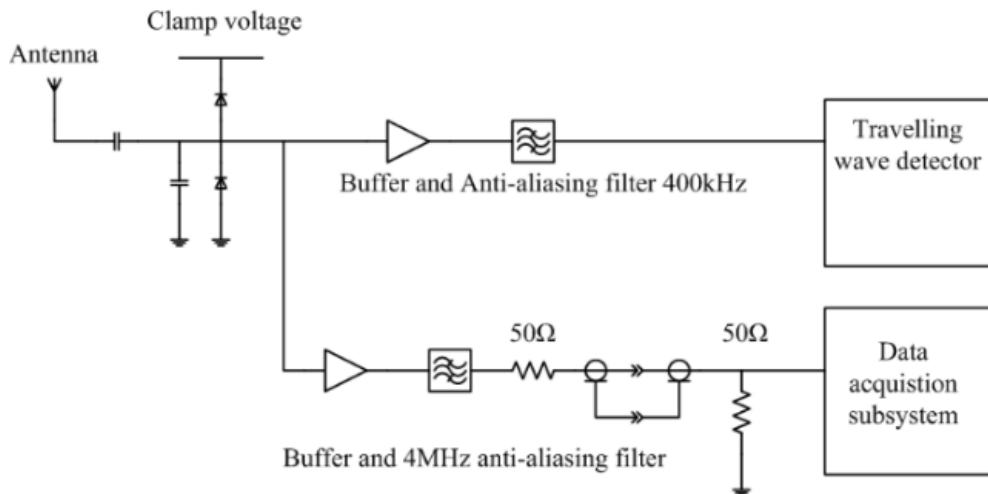 Clamp voltage
Antenna
Travelling
wave detector
Buffer and Anti-aliasing filter 400kHz
50Ω
50Ω
Data
acquistion
subsystem
Buffer and 4MHz anti-aliasing filter